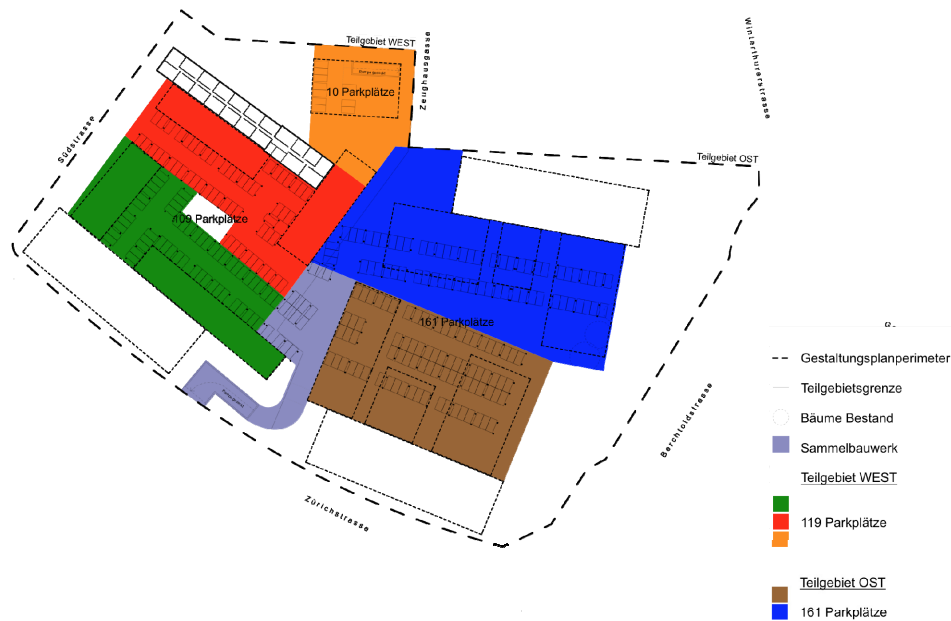 Teilgebiet WEST
Zeughausgasse
Winterthurerstrasse
10 Parkplätze
Südstrasse
Teilgebiet OST
109 Parkplätze
161 Parkplätze
Gestaltungsplanperimeter
Teilgebietsgrenze
Bäume Bestand
Sammelbauwerk
Teilgebiet WEST
119 Parkplätze
Teilgebiet OST
161 Parkplätze
Berchtoldstrasse
Zürichstrasse